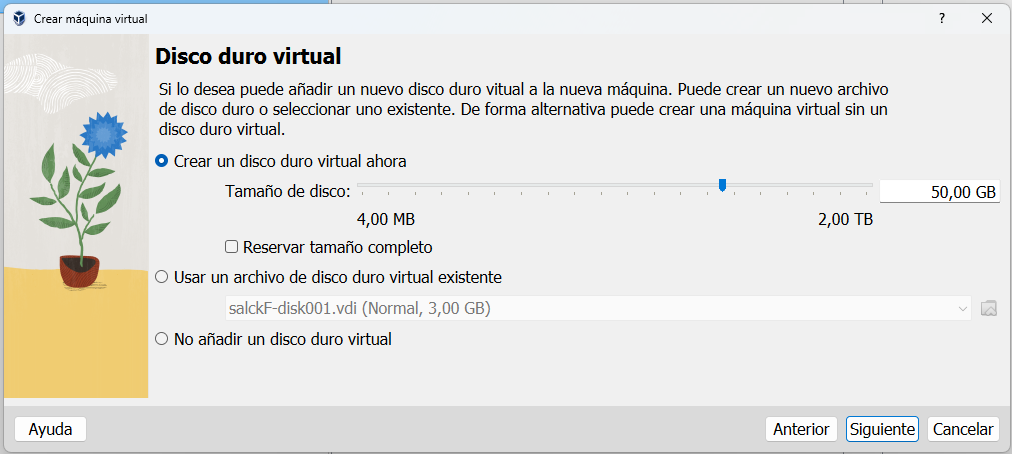 Crear máquina virtual
?
Disco duro virtual
Si lo desea puede añadir un nuevo disco duro vitual a la nueva máquina. Puede crear un nuevo archivo
de disco duro o seleccionar uno existente. De forma alternativa puede crear una máquina virtual sin un
disco duro virtual.
Crear un disco duro virtual ahora
Tamaño de disco:
50,00 GB
4,00 MB
2,00 TB
Reservar tamaño completo
Usar un archivo de disco duro virtual existente
salckF-disk001.vdi (Normal, 3,00 GB)
No añadir un disco duro virtual
Ayuda
Anterior
Siguiente
Cancelar